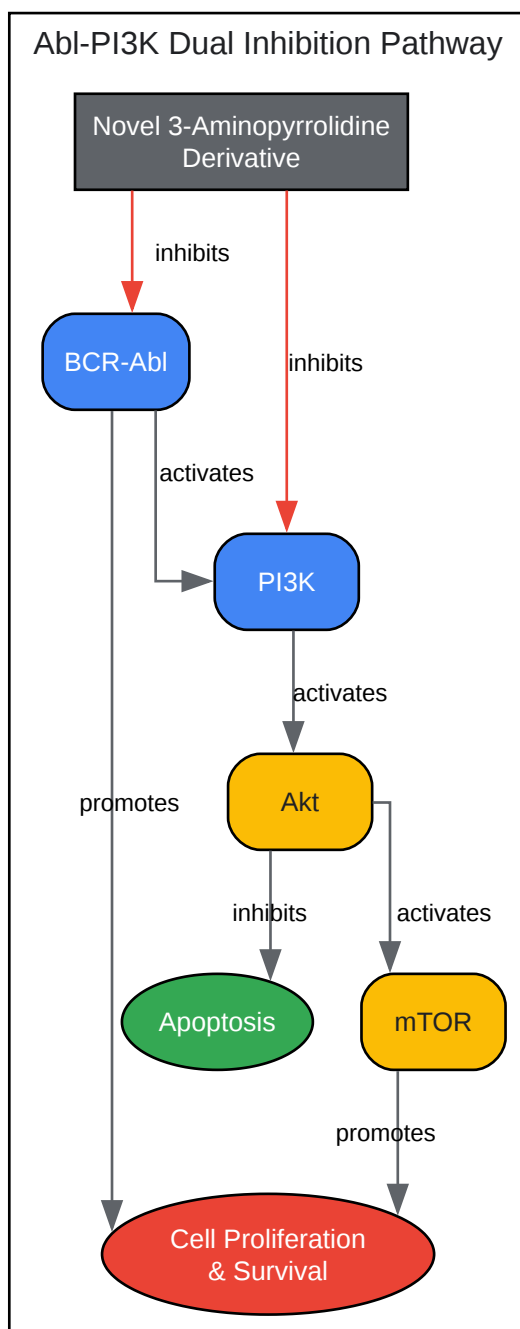 Abl-PI3K Dual Inhibition Pathway
Novel 3-Aminopyrrolidine
Derivative
inhibits
BCR-Abl
inhibits
activates
PI3K
activates
Akt
promotes
inhibits
activates
Apoptosis
mTOR
promotes
Cell Proliferation
& Survival